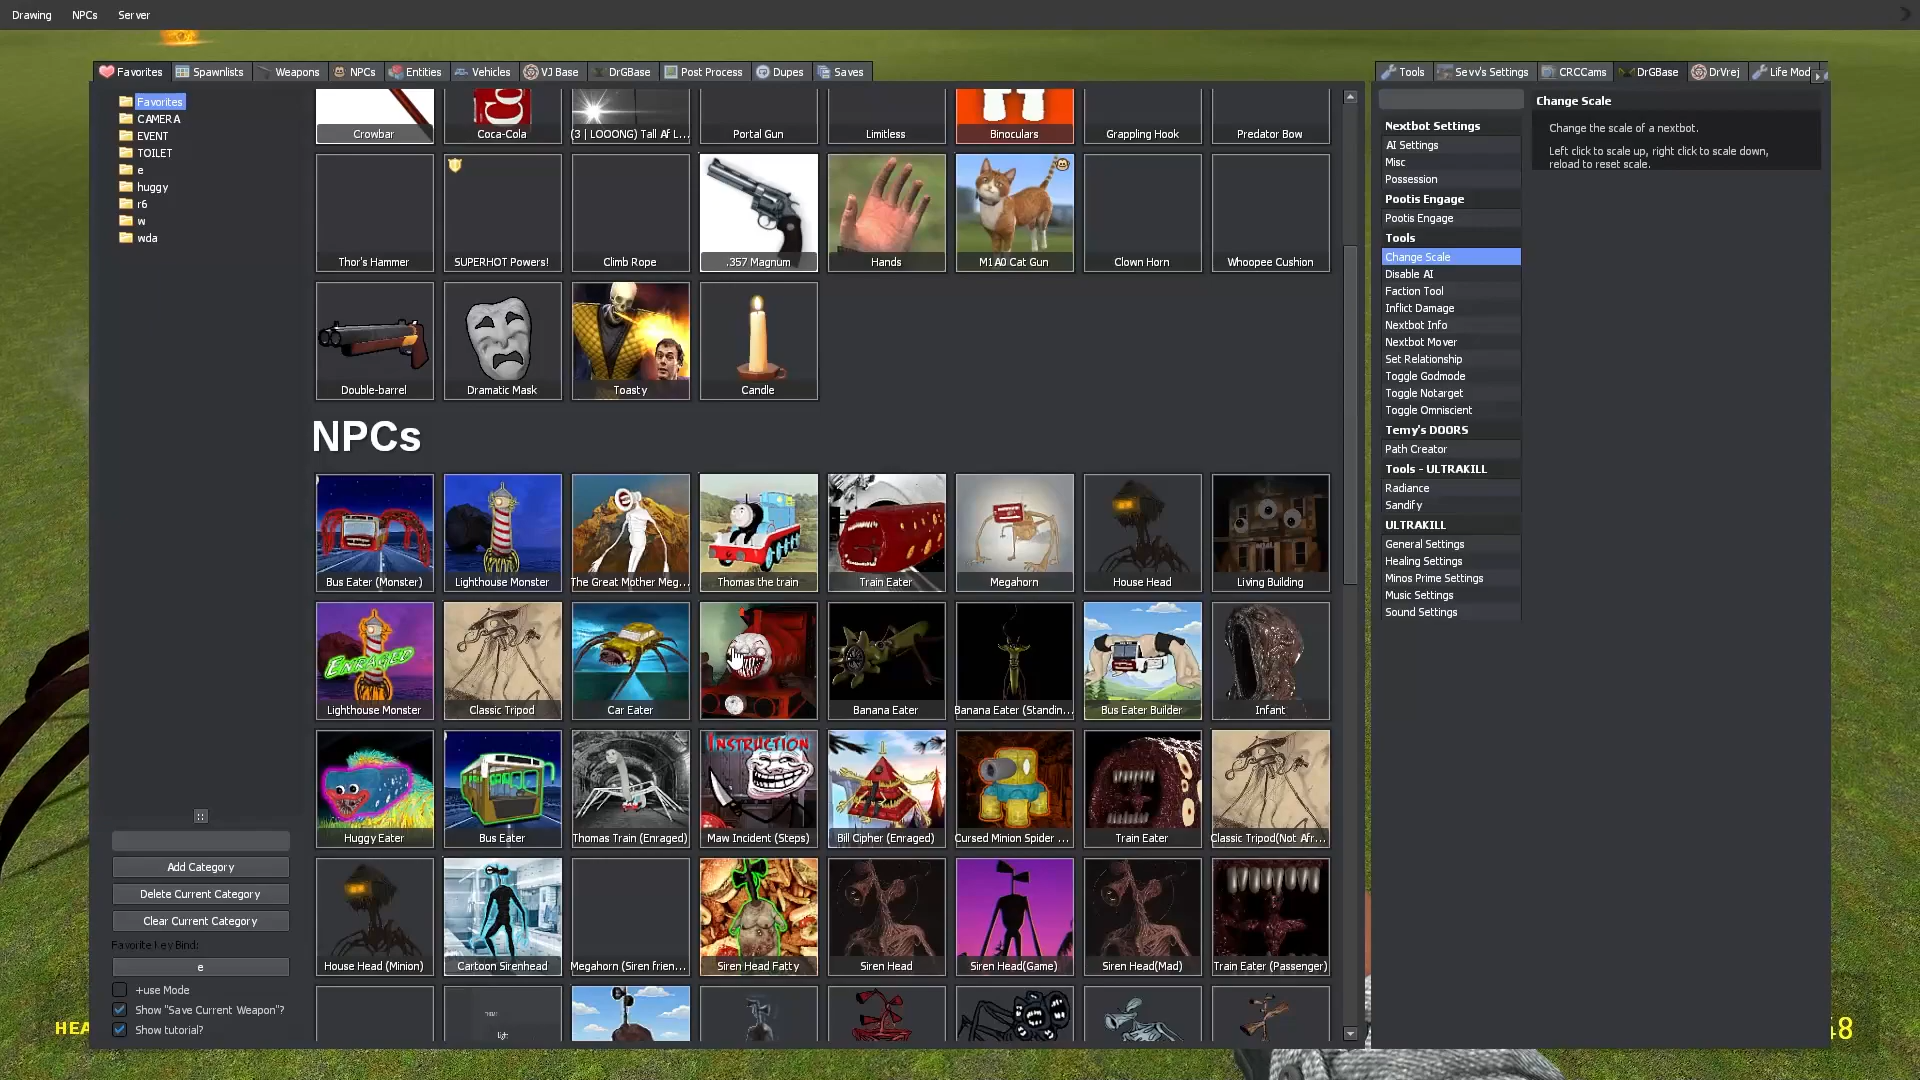 Drawing NPCs Server
Favorites Spawnlists Weapons NPCs Entities Vehicles VJ Base DrGBase Post Process Dupes Saves
Tools Sevv's Settings CRCCams DrGBase DrVrej Life Mod
Favorites
CAMERA
EVENT
TOILET
e
huggy
r6
w
wda
Crowbar Coca-Cola (3 | LOOONG) Tall Af L... Portal Gun Limitless Binoculars Grappling Hook Predator Bow
Thor's Hammer SUPERHOT Powers! Climb Rope .357 Magnum Hands M1A0 Cat Gun Clown Horn Whoopee Cushion
Double-barrel Dramatic Mask Toasty Candle
NPCs
Bus Eater (Monster) Lighthouse Monster The Great Mother Meg... Thomas the train Train Eater Megahorn House Head Living Building
ENRAGED
Lighthouse Monster Classic Tripod Car Eater Banana Eater Banana Eater (Standin... Bus Eater Builder Infant
INSTRUCTION
Huggy Eater Bus Eater Thomas Train (Enraged) Maw Incident (Steps) Bill Cipher (Enraged) Cursed Minion Spider ... Train Eater Classic Tripod(Not Afr...
House Head (Minion) Cartoon Sirenhead Megahorn (Siren frien... Siren Head Fatty Siren Head Siren Head(Game) Siren Head(Mad) Train Eater (Passenger)
light
Add Category
Delete Current Category
Clear Current Category
Favorite Key Bind:
e
+use Mode
Show "Save Current Weapon"?
Show tutorial?
HEA
Nextbot Settings
AI Settings
Misc
Possession
Pootis Engage
Pootis Engage
Tools
Change Scale
Disable AI
Faction Tool
Inflict Damage
Nextbot Info
Nextbot Mover
Set Relationship
Toggle Godmode
Toggle Notarget
Toggle Omniscient
Temy's DOORS
Path Creator
Tools - ULTRAKILL
Radiance
Sandify
ULTRAKILL
General Settings
Healing Settings
Minos Prime Settings
Music Settings
Sound Settings
Change Scale
Change the scale of a nextbot.
Left click to scale up, right click to scale down,
reload to reset scale.
48